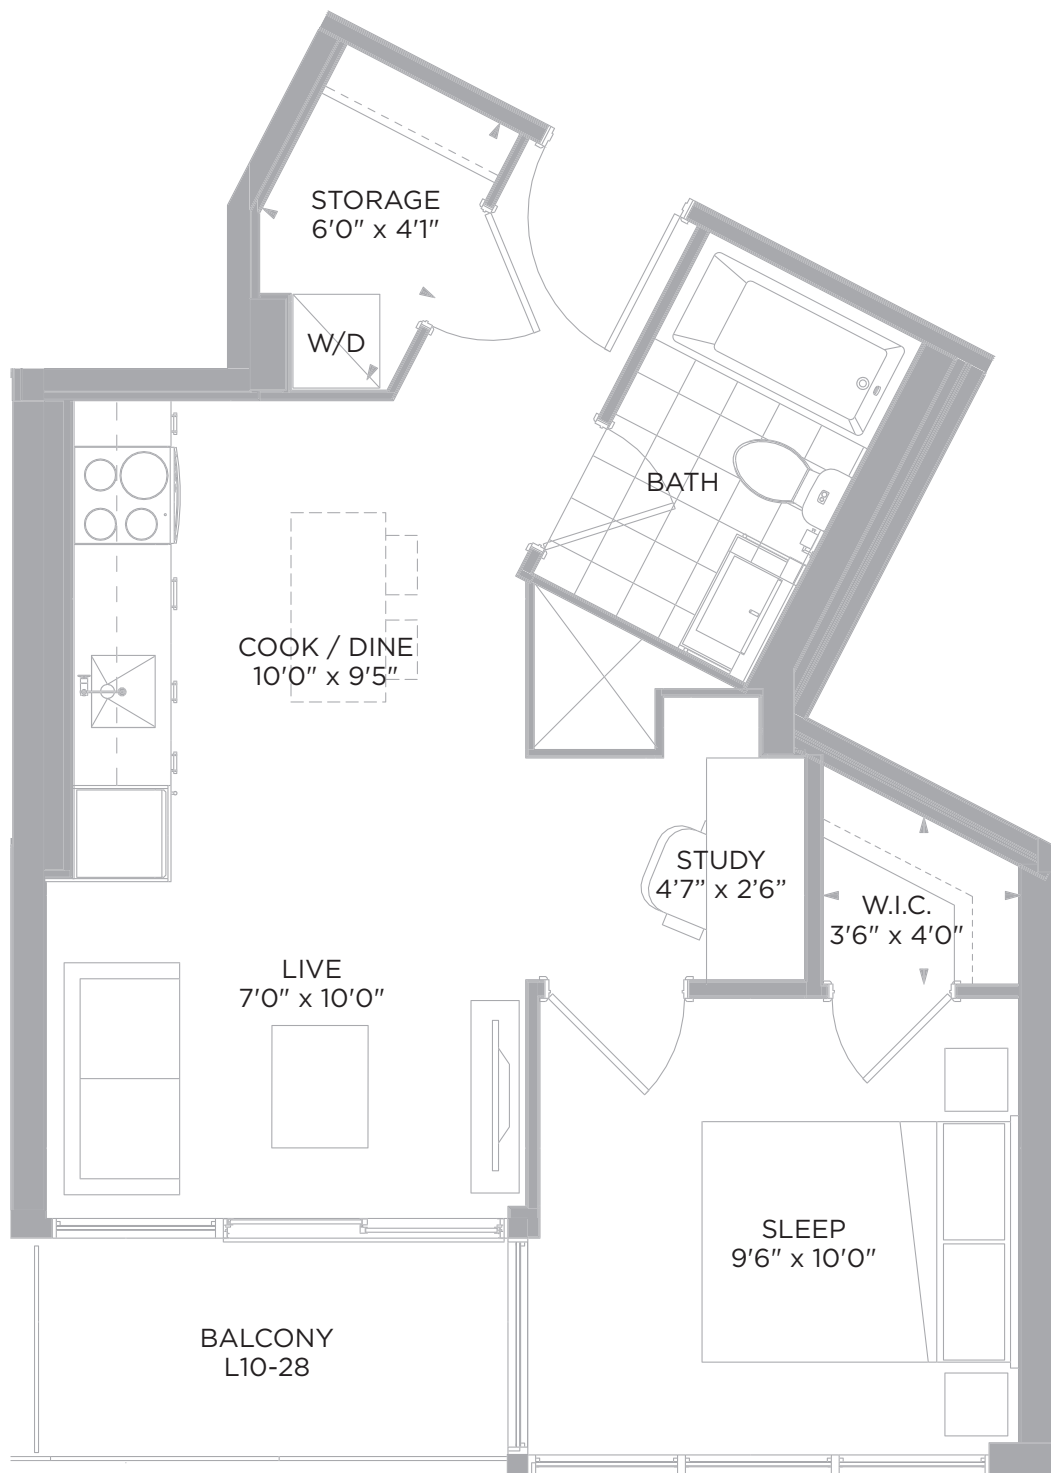 STORAGE
6'0" x 4'1"
W/D
BATH
COOK / DINE
10'0" x 9'5"
STUDY
4’7” x 2’6”
W.I.C.
3'6" x 4'0"
LIVE
7'0" x 10'0"
SLEEP
9'6" x 10'0"
BALCONY
L10-28